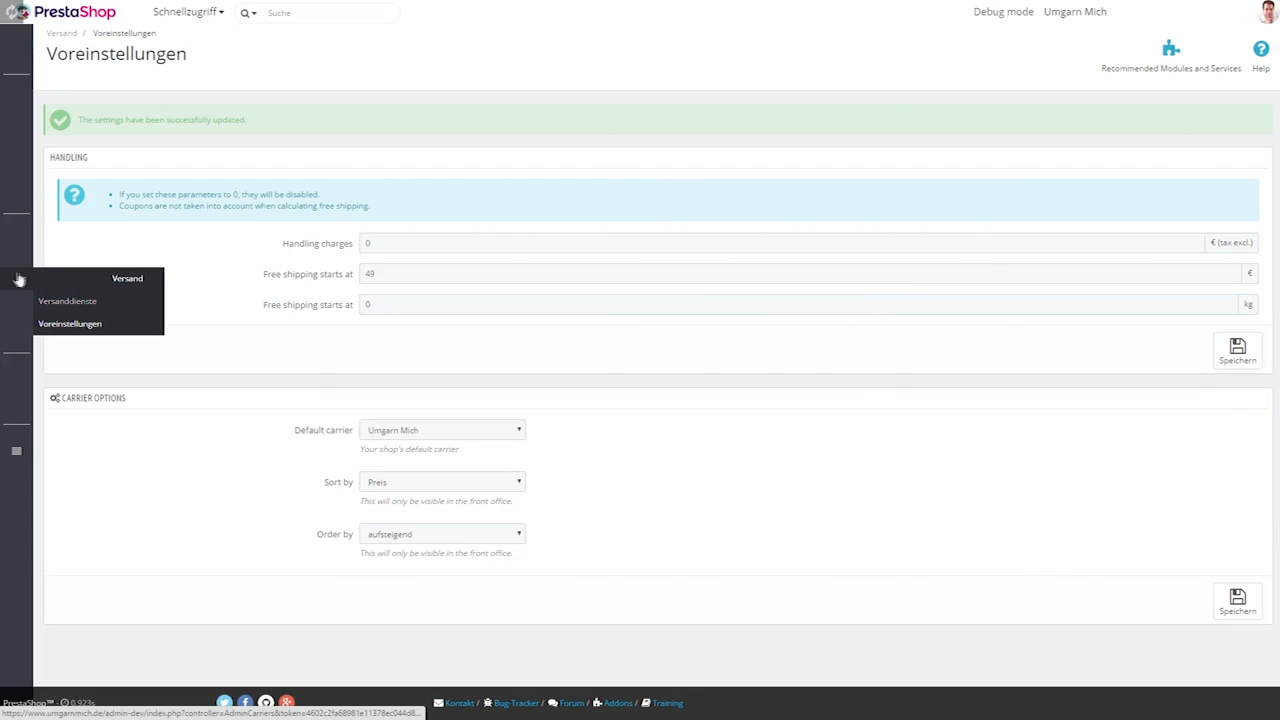 PrestaShop
Schnellzugriff
Suche
Debug mode
Umgarn Mich
Versand / Voreinstellungen
Voreinstellungen
Recommended Modules and Services
Help
The settings have been successfully updated.
HANDLING
If you set these parameters to 0, they will be disabled.
Coupons are not taken into account when calculating free shipping.
Handling charges
0
€ (tax excl.)
Free shipping starts at
49
€
Free shipping starts at
0
kg
Versand
Versanddienste
Voreinstellungen
Speichern
CARRIER OPTIONS
Default carrier
Umgarn Mich
Your shop's default carrier
Sort by
Preis
This will only be visible in the front office.
Order by
aufsteigend
This will only be visible in the front office.
Speichern
PrestaShop™ - 0.923s
Kontakt / Bug-Tracker / Forum / Addons / Training
https://www.umgarnmich.de/admin-dev/index.php?controller=AdminCarriers&token=4602c2fa68981e11378ec044d8...